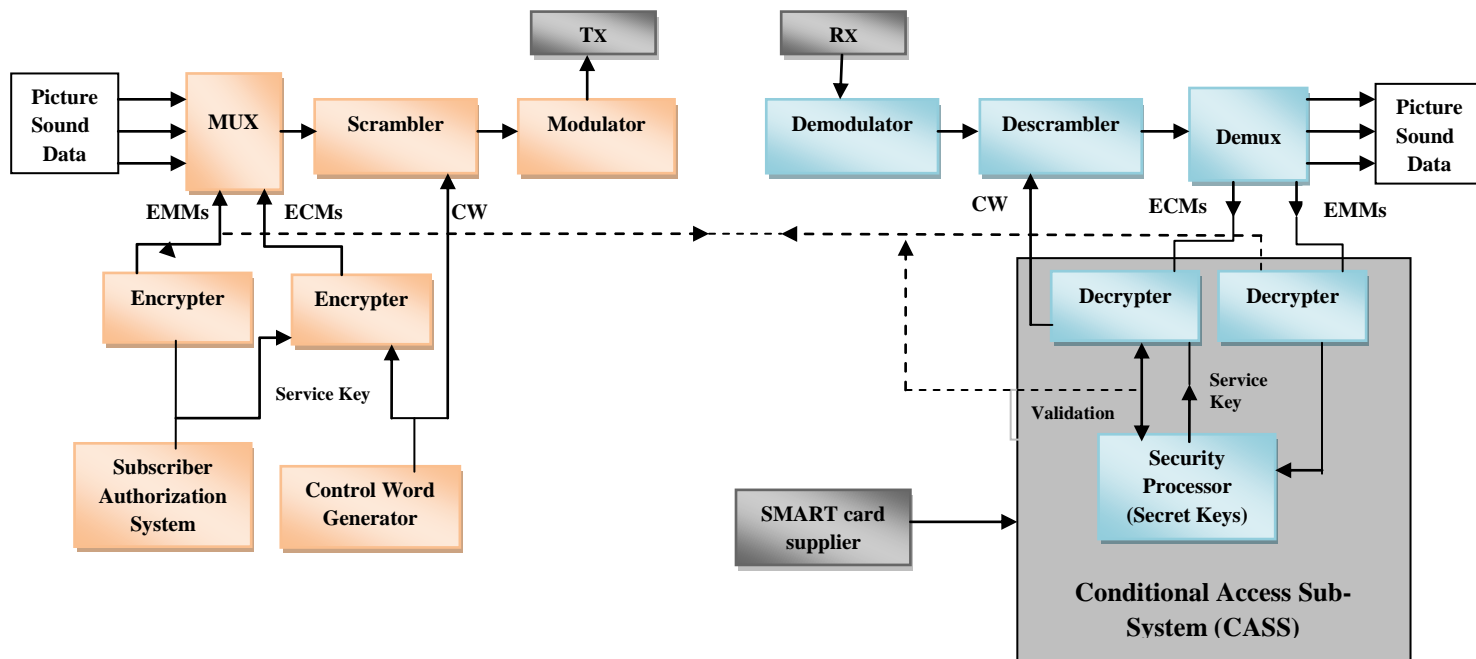 Tx
Rx
Picture
Sound
Data
MUX
Scrambler
Modulator
Demodulator
Descrambler
Demux
Picture
Sound
Data
EMMs
ECMs
CW
CW
ECMs
EMMs
Encrypter
Encrypter
Decrypter
Decrypter
Service Key
Service
Key
Validation
Subscriber
Authorization
System
Control Word
Generator
SMART card
supplier
Security
Processor
(Secret Keys)
Conditional Access Sub-
System (CASS)